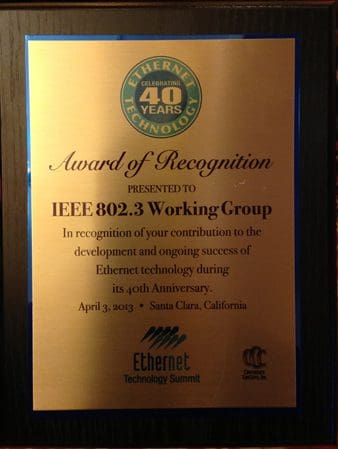 ETHERNET
CELEBRATING
40
YEARS
TECHNOLOGY
Award of Recognition
PRESENTED TO
IEEE 802.3 Working Group
In recognition of your contribution to the
development and ongoing success of
Ethernet technology during
its 40th Anniversary.
April 3, 2013 • Santa Clara, California
Ethernet
Technology Summit